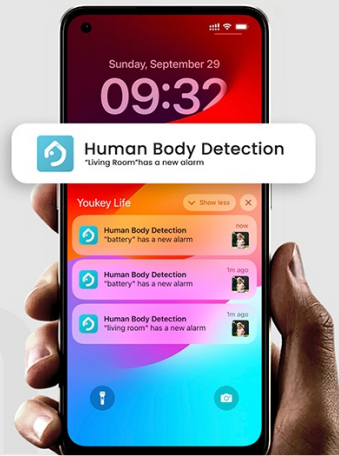 Sunday, September 29
09:32
Human Body Detection
"Living Room"has a new alarm
Youkey Life
Show less
Human Body Detection
now
"battery" has a new alarm
Human Body Detection
1m ago
"battery" has a new alarm
Human Body Detection
1m ago
"living room" has a new alarm